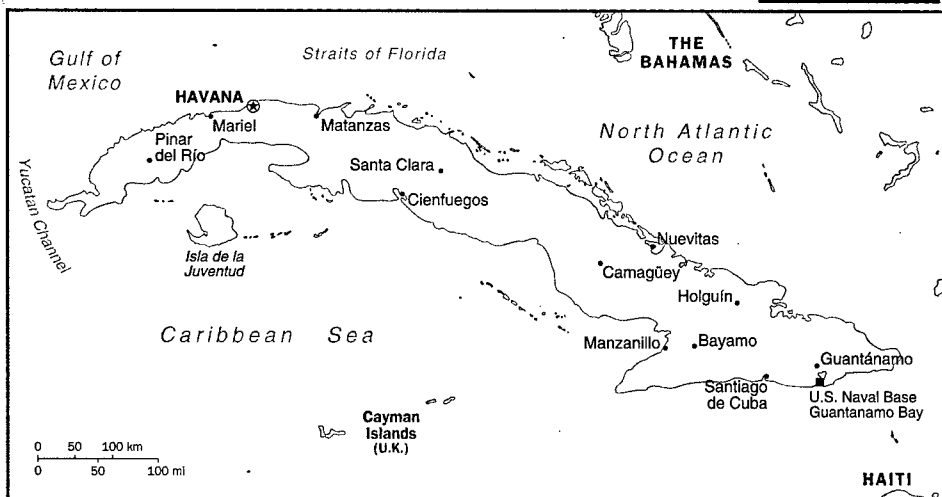 THE
BAHAMAS
Gulf of
Mexico
Straits of Florida
HAVANA
Mariel
Matanzas
North Atlantic
Ocean
Pinar
del Río
Santa Clara
Cienfuegos
Yucatan Channel
Isla de la
Juventud
Nuevitas
Camagüey
Holguín
Caribbean Sea
Manzanillo
Bayamo
Guantánamo
Santiago
de Cuba
U.S. Naval Base
Guantanamo Bay
Cayman
Islands
(U.K.)
0 50 100 km
0 50 100 mi
HAITI